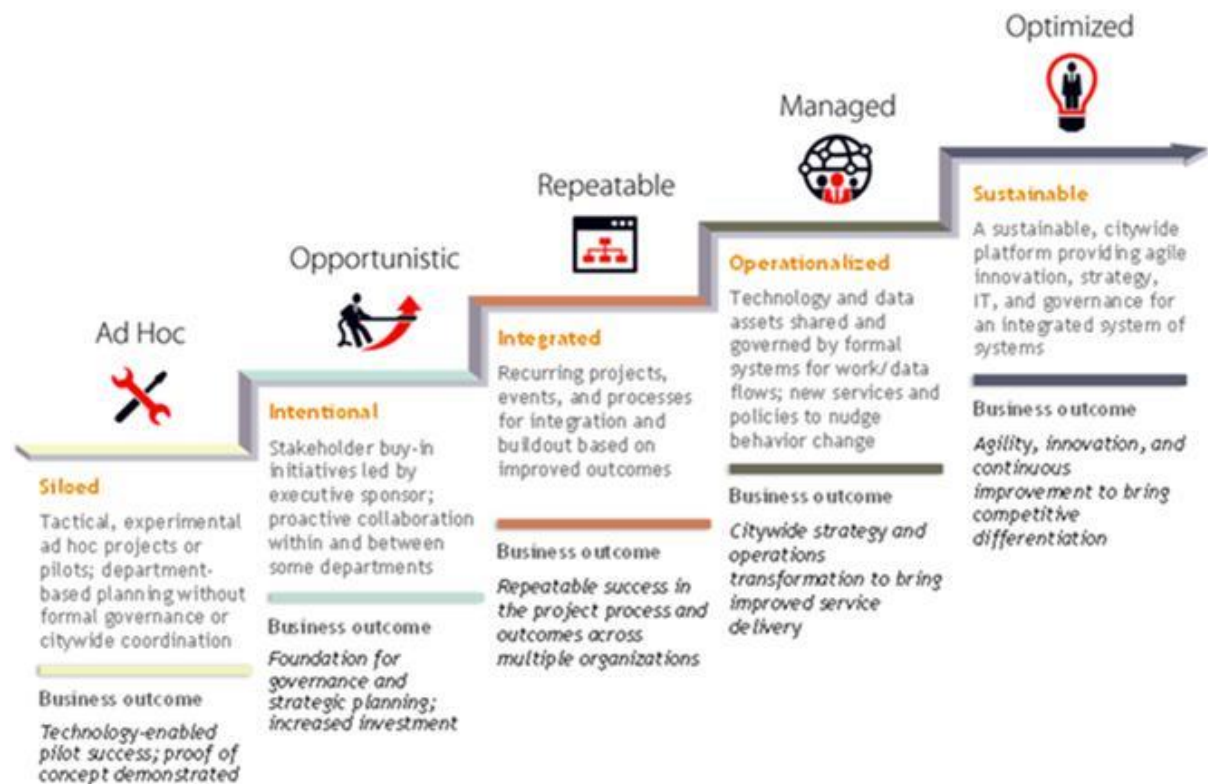 Ad Hoc
Siloed
Tactical, experimental
ad hoc projects or
pilots; department-
based planning without
formal governance or
citywide coordination
Business outcome
Technology-enabled
pilot success; proof of
concept demonstrated
Opportunistic
Intentional
Stakeholder buy-in
initiatives led by
executive sponsor;
proactive collaboration
within and between
some departments
Business outcome
Foundation for
governance and
strategic planning;
increased investment
Repeatable
Integrated
Recurring projects,
events, and processes
for integration and
buildout based on
improved outcomes
Business outcome
Repeatable success in
the project process and
outcomes across
multiple organizations
Managed
Operationalized
Technology and data
assets shared and
governed by formal
systems for work/data
flows; new services and
policies to nudge
behavior change
Business outcome
Citywide strategy and
operations
transformation to bring
improved service
delivery
Optimized
Sustainable
A sustainable, citywide
platform providing agile
innovation, strategy,
IT, and governance for
an integrated system of
systems
Business outcome
Agility, innovation, and
continuous
improvement to bring
competitive
differentiation